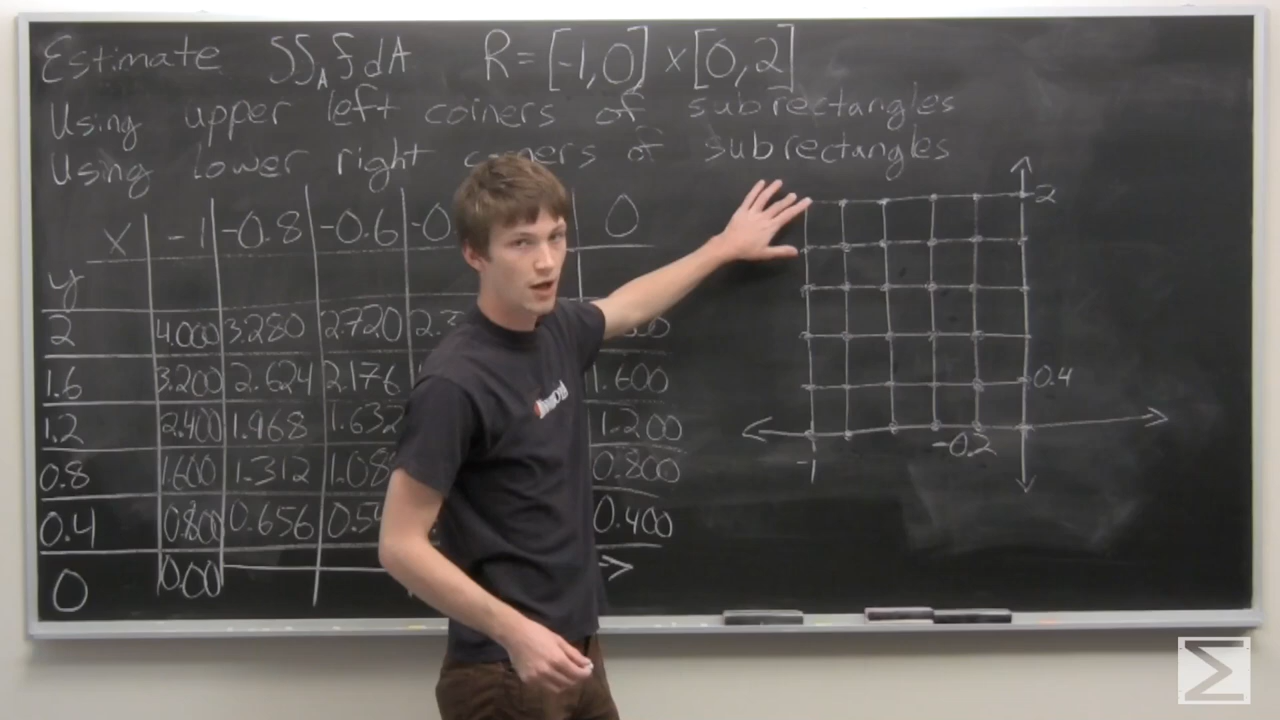 Estimate ∬_A f dA R = [-1,0] × [0,2]
Using upper left corners of subrectangles
Using lower right corners of subrectangles
x -1 -0.8 -0.6 0
y
2 4.000 3.280 2.720
1.6 3.200 2.624 2.176 1.600
1.2 2.400 1.968 1.632 1.200
0.8 1.600 1.312 0.800
0.4 0.800 0.656 0.400
0 0.00
2
0.4
-0.2
-1
Σ